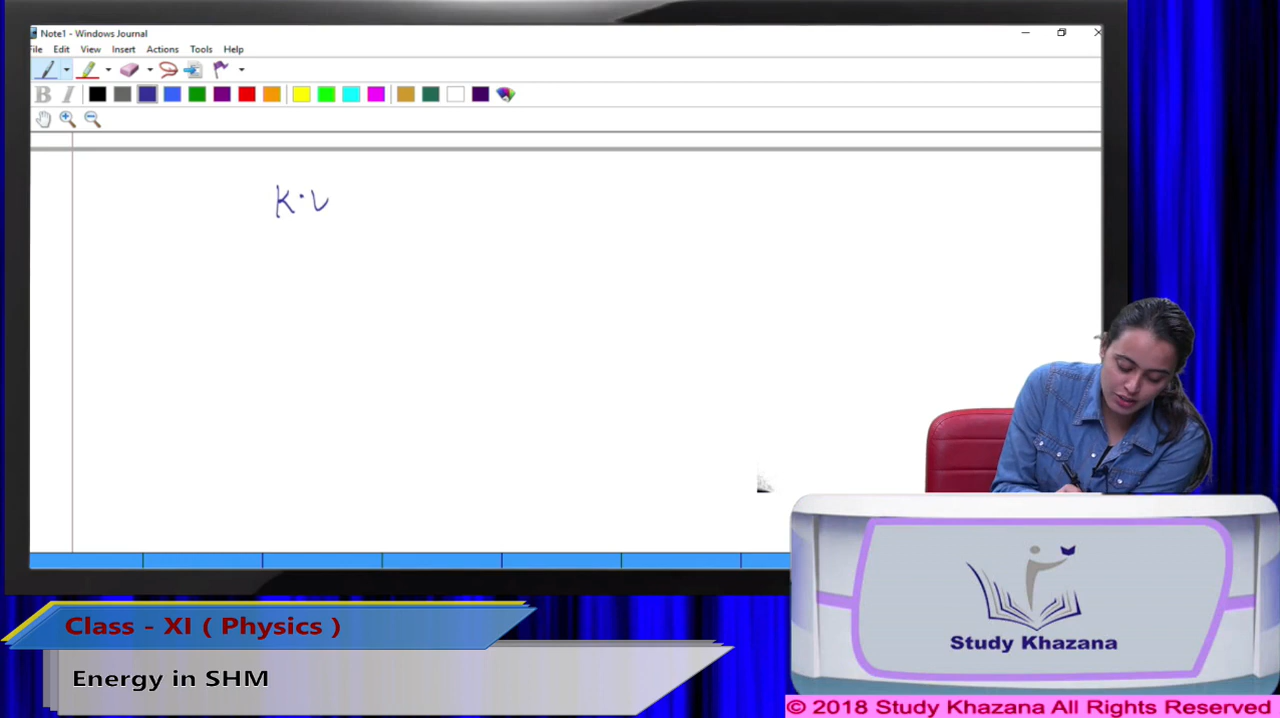 Note1 - Windows Journal
File Edit View Insert Actions Tools Help
B I
Class - XI ( Physics )
Energy in SHM
Study Khazana
© 2018 Study Khazana All Rights Reserved